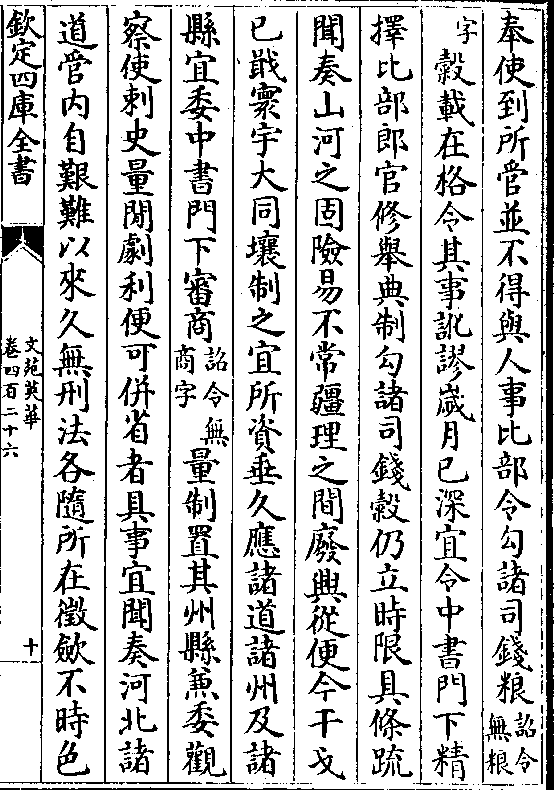 奉使到所管並不得與人事比部令勾諸司錢粮詔令無粮
字穀載在格令其事訛謬歲月已深宜令中書門下精
擇比部郎官修舉典制勾諸司錢穀仍立時限具條䟽
聞奏山河之固險易不常疆理之間廢興從便今干戈
已戢寰宇大同壤制之宜所資垂久應諸道諸州及諸
縣宜委中書門下審商詔令無商字量制置其州縣兼委觀
察使刺史量閒劇利便可併省者具事宜聞奏河北諸
道管内自艱難以來久無刑法各隨所在徵歛不時色
欽定四庫全書
文苑英華
卷四百二十六
十